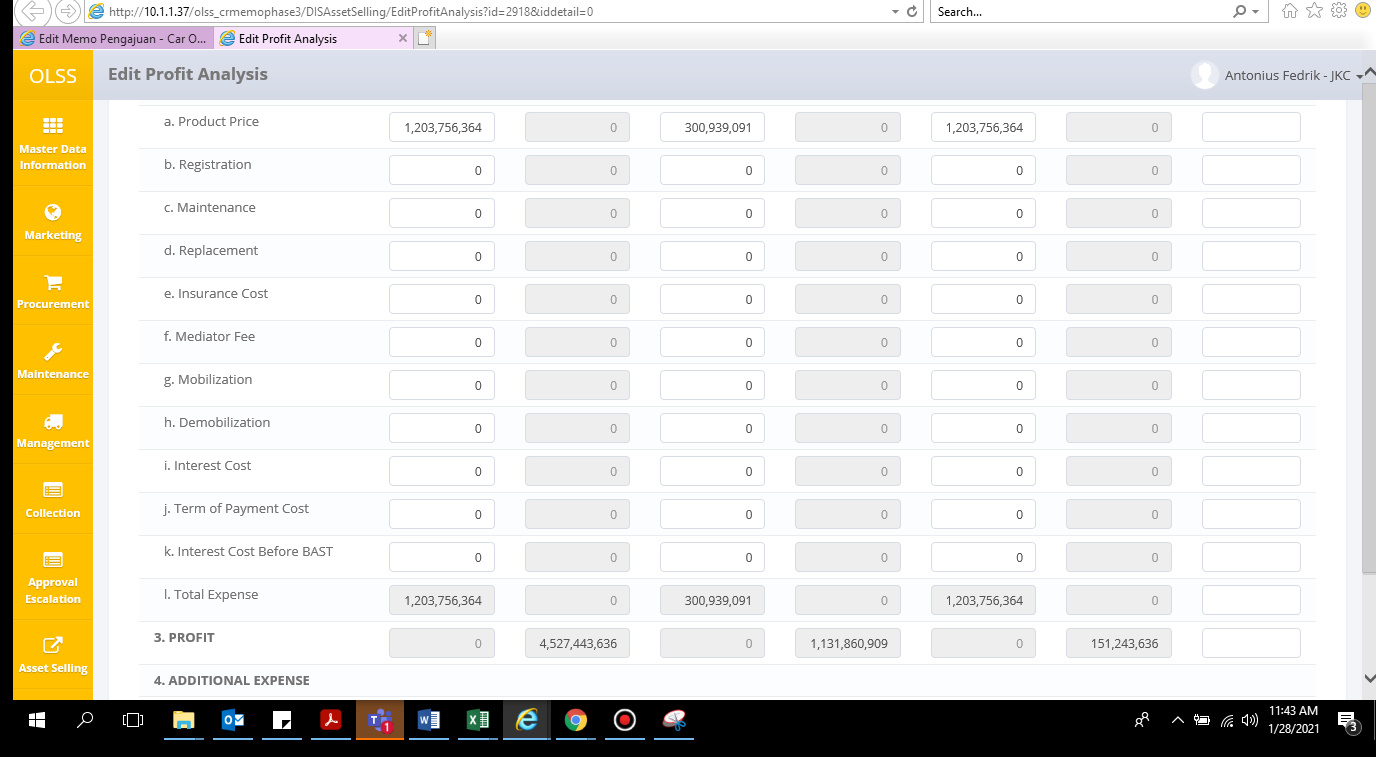 http://10.1.1.37/olss_crmemophase3/DISAssetSelling/EditProfitAnalysis?id=2918&iddetail=0
Search...
Edit Memo Pengajuan - Car O...
Edit Profit Analysis
OLSS
Edit Profit Analysis
Antonius Fedrik - JKC
Master Data
Information
Marketing
Procurement
Maintenance
Management
Collection
Approval
Escalation
Asset Selling
a. Product Price 1,203,756,364 0 300,939,091 0 1,203,756,364 0
b. Registration 0 0 0 0 0 0
c. Maintenance 0 0 0 0 0 0
d. Replacement 0 0 0 0 0 0
e. Insurance Cost 0 0 0 0 0 0
f. Mediator Fee 0 0 0 0 0 0
g. Mobilization 0 0 0 0 0 0
h. Demobilization 0 0 0 0 0 0
i. Interest Cost 0 0 0 0 0 0
j. Term of Payment Cost 0 0 0 0 0 0
k. Interest Cost Before BAST 0 0 0 0 0 0
l. Total Expense 1,203,756,364 0 300,939,091 0 1,203,756,364 0
3. PROFIT 0 4,527,443,636 0 1,131,860,909 0 151,243,636
4. ADDITIONAL EXPENSE
11:43 AM
1/28/2021
1
3